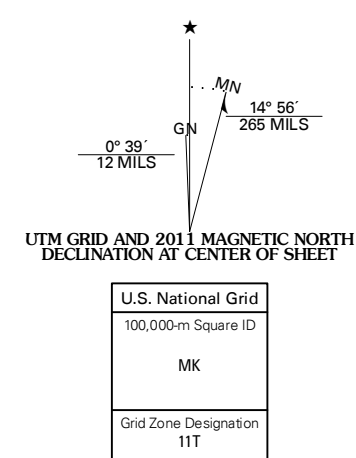 ★
MN
GN
14° 56´
265 MILS
0° 39´
12 MILS
UTM GRID AND 2011 MAGNETIC NORTH
DECLINATION AT CENTER OF SHEET
U.S. National Grid
100,000-m Square ID
MK
Grid Zone Designation
11T